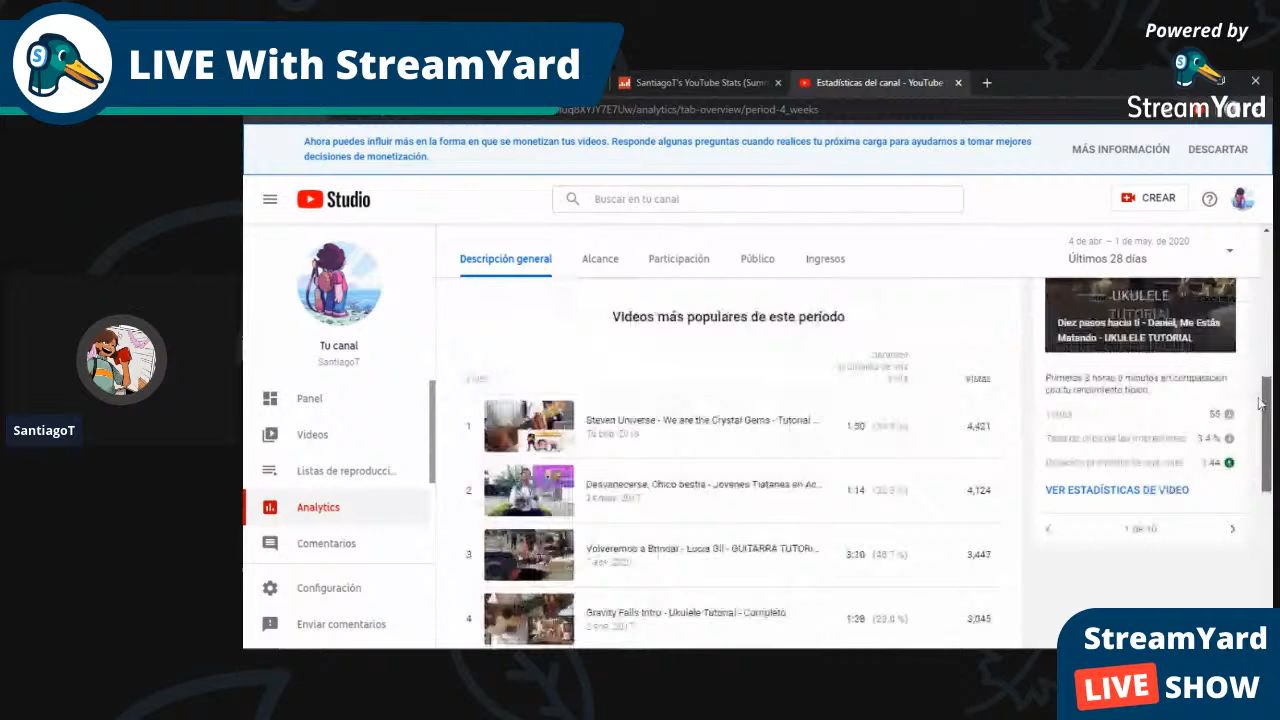 LIVE With StreamYard
Powered by
StreamYard
SantiagoT's YouTube Stats (Sum
Estadísticas del canal - YouTube
/analytics/tab-overview/period-4_weeks
Ahora puedes influir más en la forma en que se monetizan tus videos. Responde algunas preguntas cuando realices tu próxima carga para ayudarnos a tomar mejores
decisiones de monetización.
MÁS INFORMACIÓN
DESCARTAR
Studio
Buscar en tu canal
CREAR
Tu canal
SantiagoT
Panel
Videos
Listas de reproducci...
Analytics
Comentarios
Configuración
Enviar comentarios
Descripción general
Alcance
Participación
Público
Ingresos
4 de abr – 1 de may. de 2020
Últimos 28 días
Videos más populares de este período
Vistas
1
Steven Universe - We are the Crystal Gems - Tutorial ...
4,421
2
Desvanecerse, Chico bestia - Jovenes Titanes en Ac...
1:14
4,124
3
Volveremos a Brindar - Lucia Gil - GUITARRA TUTORI...
3:10
3,447
4
Gravity Falls Intro - Ukulele Tutorial - Completo
3,045
UKULELE
TUTORIAL
Diez pasos hacia ti - Daniel, Me Estás
Matando - UKULELE TUTORIAL
VER ESTADÍSTICAS DE VIDEO
SantiagoT
StreamYard
LIVE SHOW